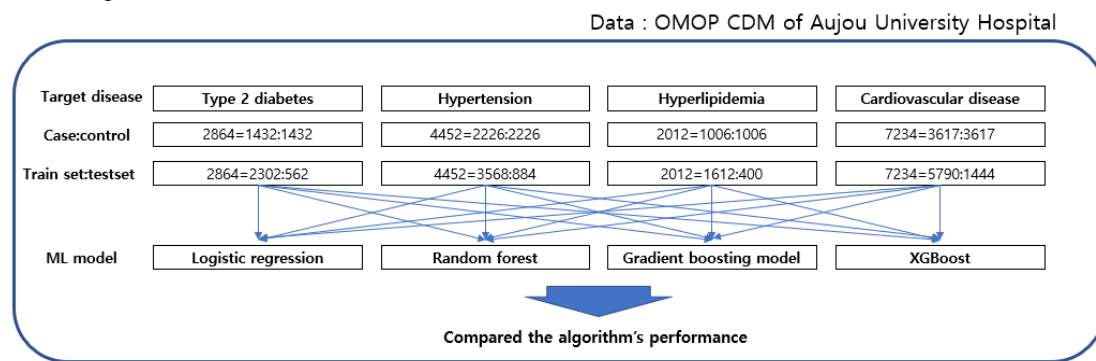 Data : OMOP CDM of Aujou University Hospital
Target disease Type 2 diabetes Hypertension Hyperlipidemia Cardiovascular disease
Case:control 2864=1432:1432 4452=2226:2226 2012=1006:1006 7234=3617:3617
Train set:testset 2864=2302:562 4452=3568:884 2012=1612:400 7234=5790:1444
ML model Logistic regression Random forest Gradient boosting model XGBoost
Compared the algorithm's performance